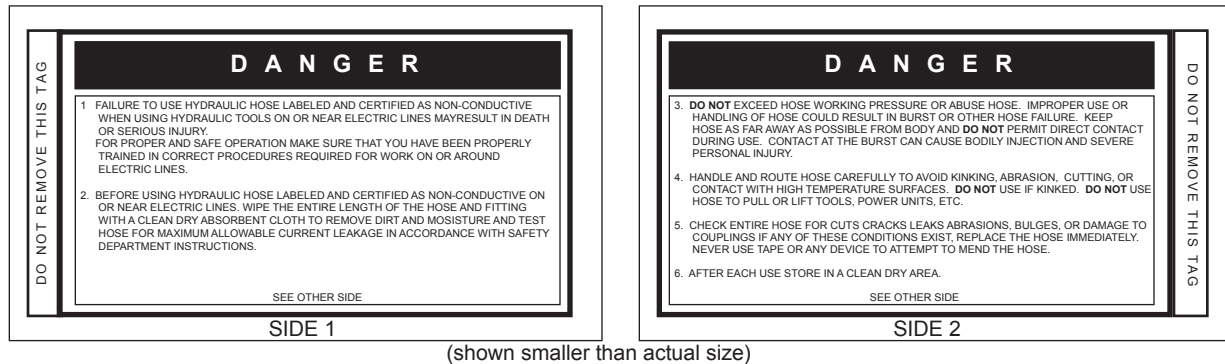 DO NOT REMOVE THIS TAG
D A N G E R
1 FAILURE TO USE HYDRAULIC HOSE LABELED AND CERTIFIED AS NON-CONDUCTIVE
WHEN USING HYDRAULIC TOOLS ON OR NEAR ELECTRIC LINES MAYRESULT IN DEATH
OR SERIOUS INJURY.
FOR PROPER AND SAFE OPERATION MAKE SURE THAT YOU HAVE BEEN PROPERLY
TRAINED IN CORRECT PROCEDURES REQUIRED FOR WORK ON OR AROUND
ELECTRIC LINES.
2. BEFORE USING HYDRAULIC HOSE LABELED AND CERTIFIED AS NON-CONDUCTIVE ON
OR NEAR ELECTRIC LINES. WIPE THE ENTIRE LENGTH OF THE HOSE AND FITTING
WITH A CLEAN DRY ABSORBENT CLOTH TO REMOVE DIRT AND MOSISTURE AND TEST
HOSE FOR MAXIMUM ALLOWABLE CURRENT LEAKAGE IN ACCORDANCE WITH SAFETY
DEPARTMENT INSTRUCTIONS.
SEE OTHER SIDE
SIDE 1
D A N G E R
3. DO NOT EXCEED HOSE WORKING PRESSURE OR ABUSE HOSE. IMPROPER USE OR
HANDLING OF HOSE COULD RESULT IN BURST OR OTHER HOSE FAILURE. KEEP
HOSE AS FAR AWAY AS POSSIBLE FROM BODY AND DO NOT PERMIT DIRECT CONTACT
DURING USE. CONTACT AT THE BURST CAN CAUSE BODILY INJECTION AND SEVERE
PERSONAL INJURY.
4. HANDLE AND ROUTE HOSE CAREFULLY TO AVOID KINKING, ABRASION, CUTTING, OR
CONTACT WITH HIGH TEMPERATURE SURFACES. DO NOT USE IF KINKED. DO NOT USE
HOSE TO PULL OR LIFT TOOLS, POWER UNITS, ETC.
5. CHECK ENTIRE HOSE FOR CUTS CRACKS LEAKS ABRASIONS, BULGES, OR DAMAGE TO
COUPLINGS IF ANY OF THESE CONDITIONS EXIST, REPLACE THE HOSE IMMEDIATELY.
NEVER USE TAPE OR ANY DEVICE TO ATTEMPT TO MEND THE HOSE.
6. AFTER EACH USE STORE IN A CLEAN DRY AREA.
SEE OTHER SIDE
DO NOT REMOVE THIS TAG
SIDE 2
(shown smaller than actual size)